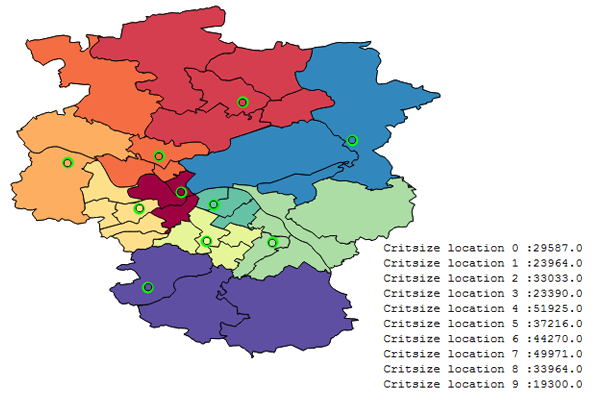 Critsize location 0 :29587.0
Critsize location 1 :23964.0
Critsize location 2 :33033.0
Critsize location 3 :23390.0
Critsize location 4 :51925.0
Critsize location 5 :37216.0
Critsize location 6 :44270.0
Critsize location 7 :49971.0
Critsize location 8 :33964.0
Critsize location 9 :19300.0